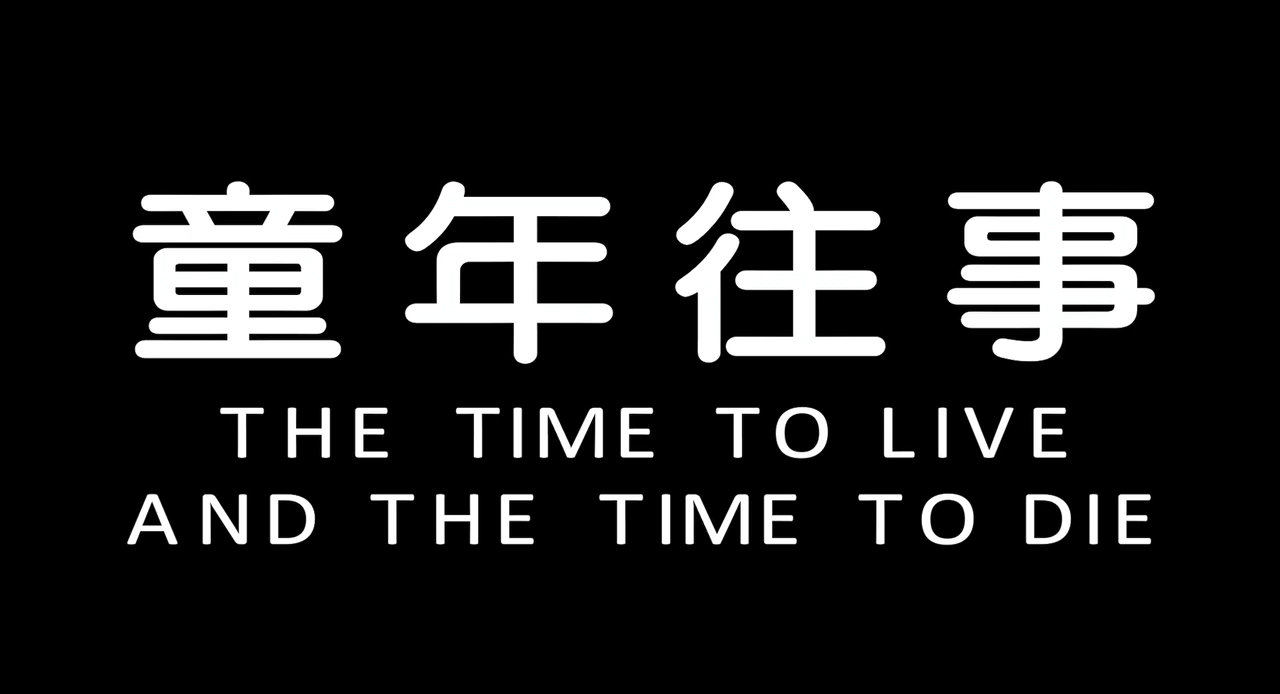 童年往事
THE TIME TO LIVE
AND THE TIME TO DIE